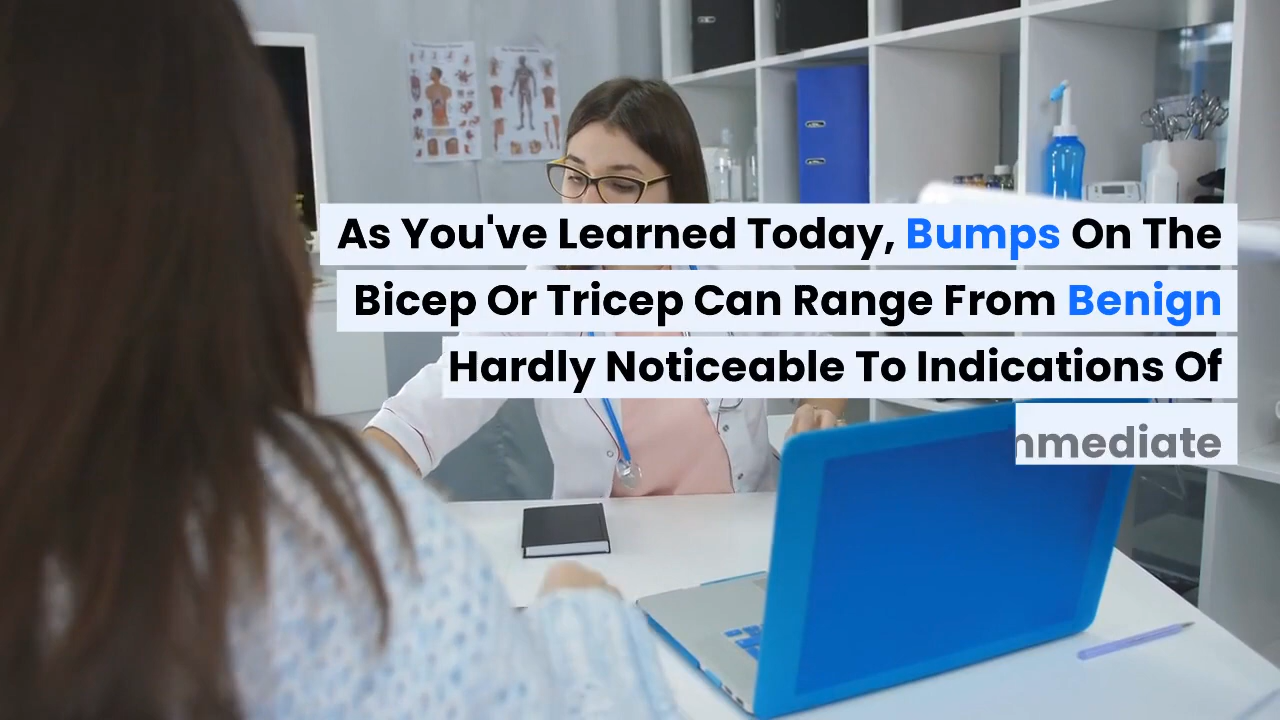 As You've Learned Today, Bumps On The
Bicep Or Tricep Can Range From Benign
Hardly Noticeable To Indications Of
mmediate